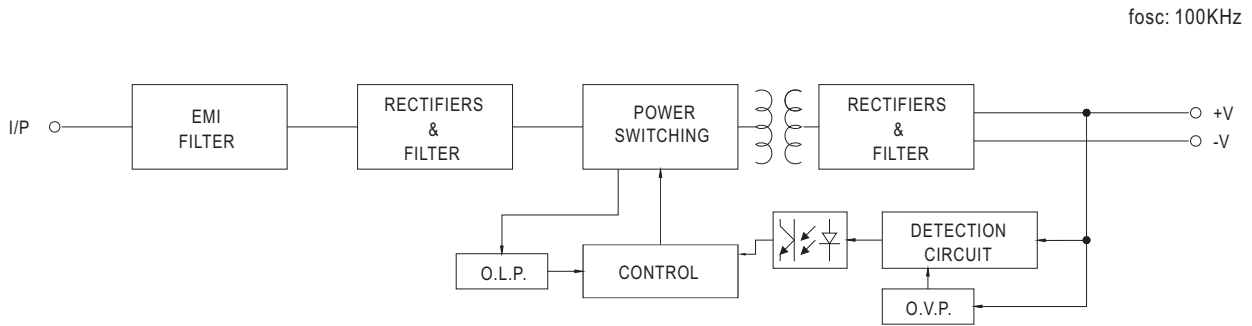 fosc: 100KHz
I/P
EMI
FILTER
RECTIFIERS
&
FILTER
POWER
SWITCHING
RECTIFIERS
&
FILTER
+V
-V
O.L.P.
CONTROL
DETECTION
CIRCUIT
O.V.P.